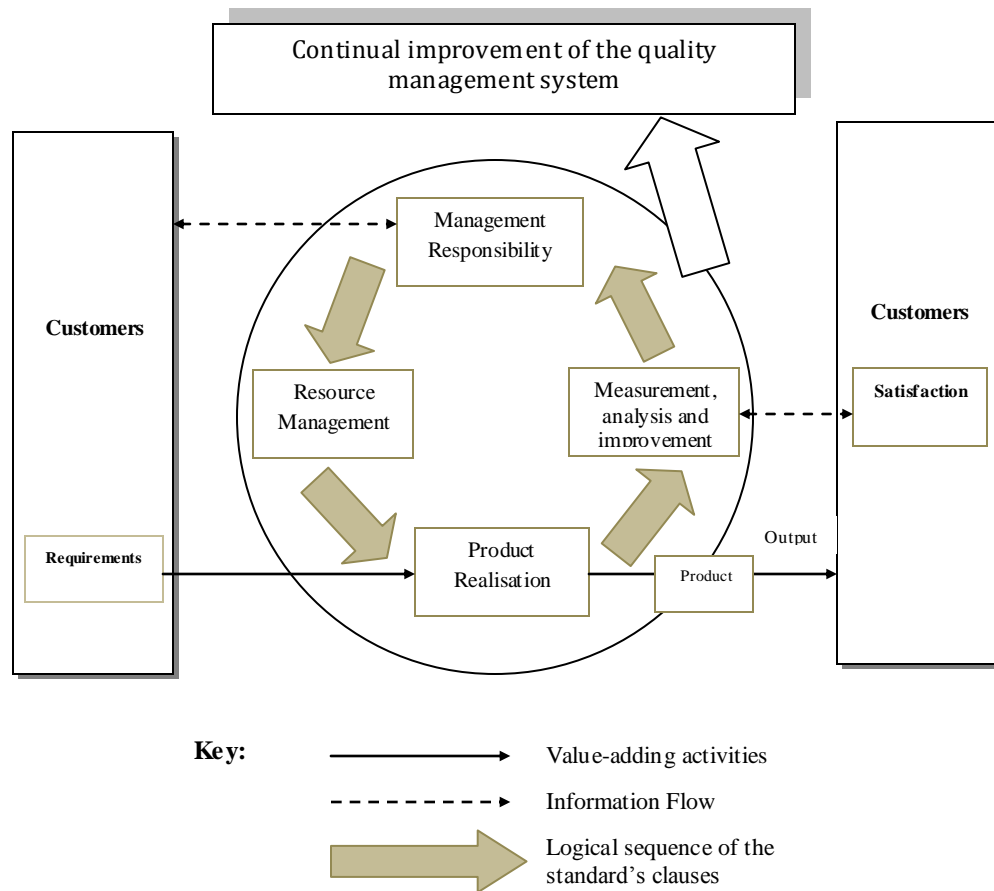 Continual improvement of the quality
management system
Management
Responsibility
Customers
Customers
Resource
Management
Measurement,
analysis and
improvement
Satisfaction
Requirements
Product
Realisation
Product
Output
Key:
Value-adding activities
Information Flow
Logical sequence of the
standard's clauses